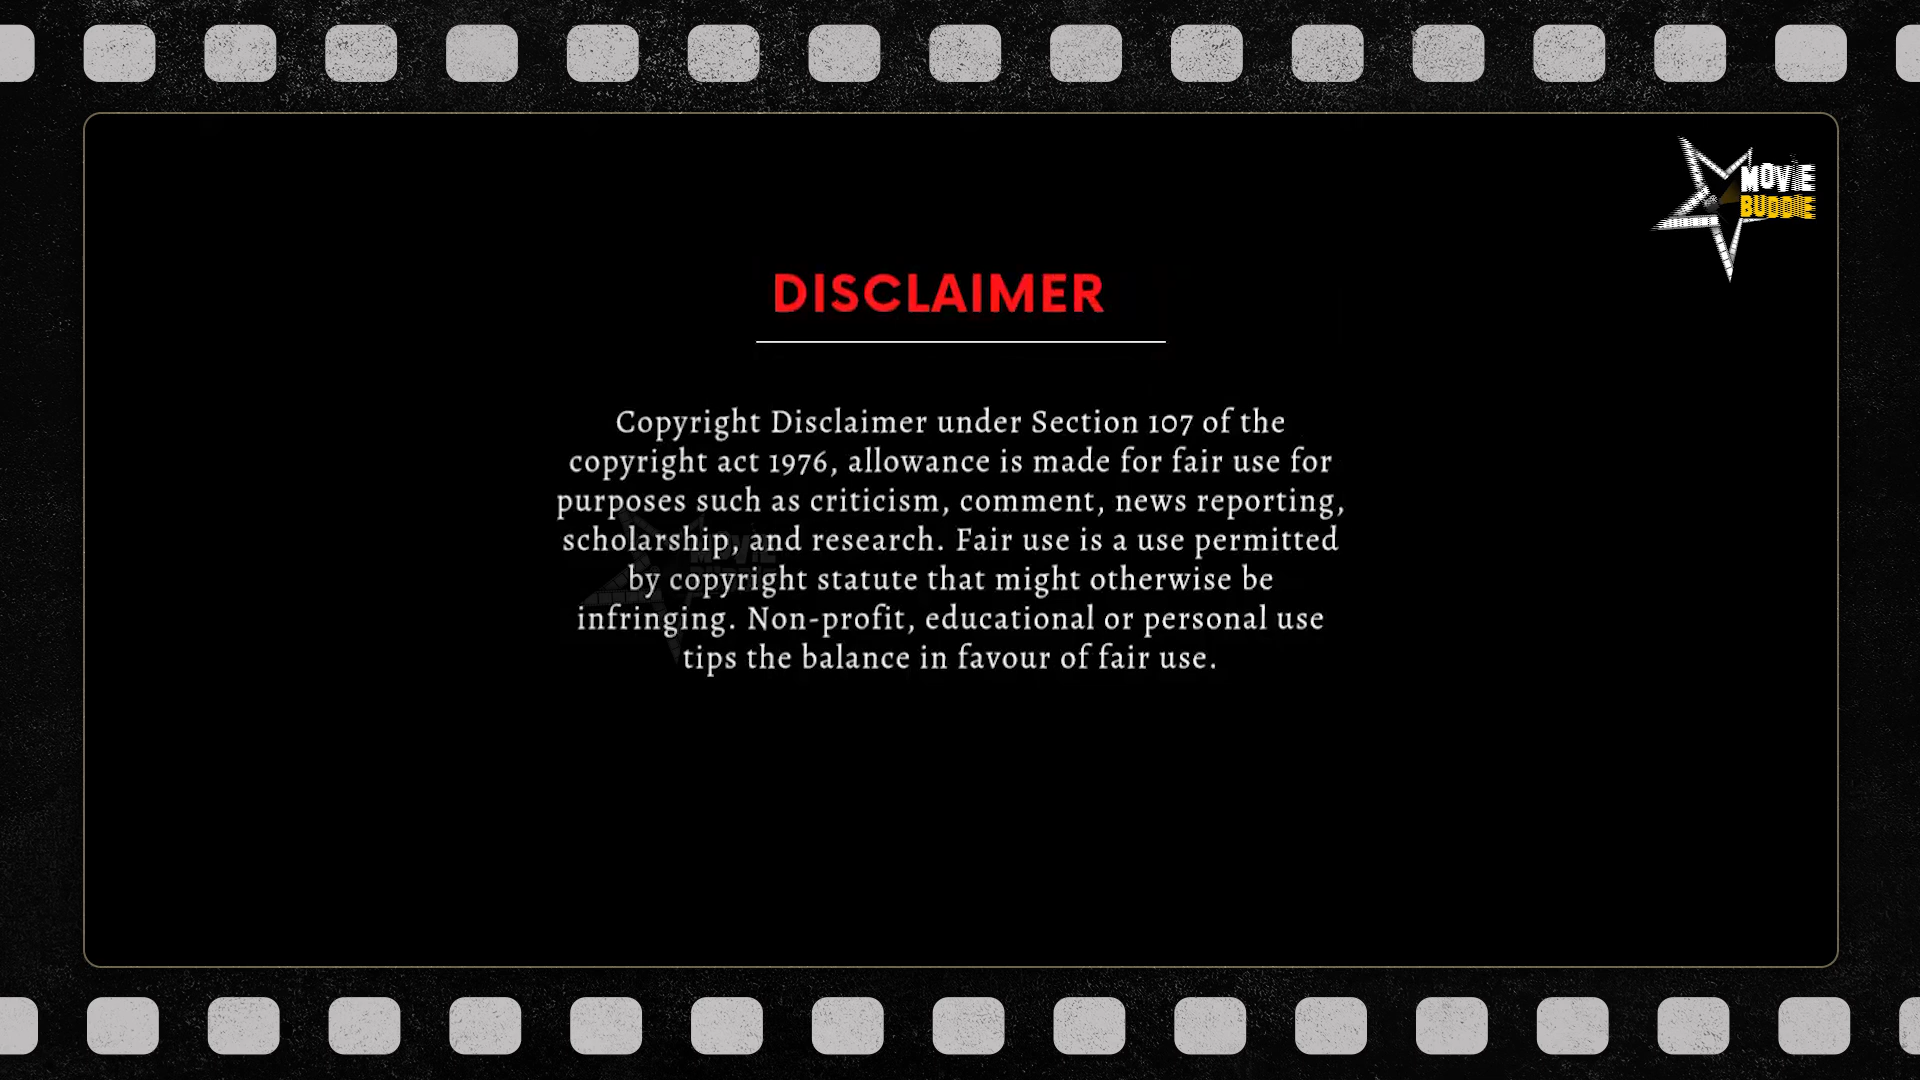 MOVIE
BUDDIE
DISCLAIMER
Copyright Disclaimer under Section 107 of the
copyright act 1976, allowance is made for fair use for
purposes such as criticism, comment, news reporting,
scholarship, and research. Fair use is a use permitted
by copyright statute that might otherwise be
infringing. Non-profit, educational or personal use
tips the balance in favour of fair use.